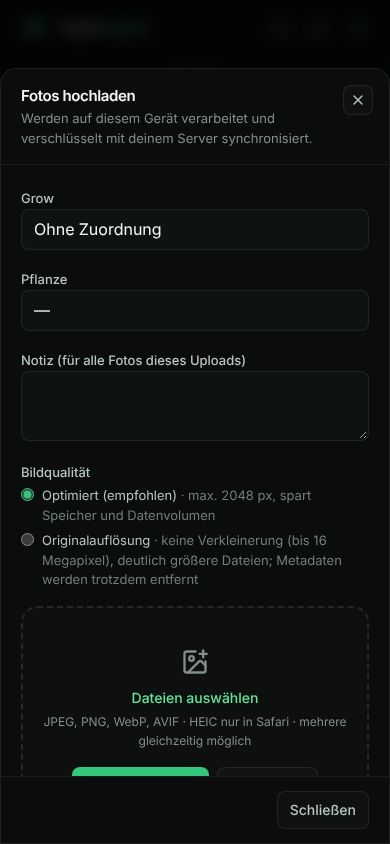 Fotos hochladen
Werden auf diesem Gerät verarbeitet und
verschlüsselt mit deinem Server synchronisiert.
Grow
Ohne Zuordnung
Pflanze
—
Notiz (für alle Fotos dieses Uploads)
Bildqualität
Optimiert (empfohlen) · max. 2048 px, spart
Speicher und Datenvolumen
Originalauflösung · keine Verkleinerung (bis 16
Megapixel), deutlich größere Dateien; Metadaten
werden trotzdem entfernt
Dateien auswählen
JPEG, PNG, WebP, AVIF · HEIC nur in Safari · mehrere
gleichzeitig möglich
Schließen